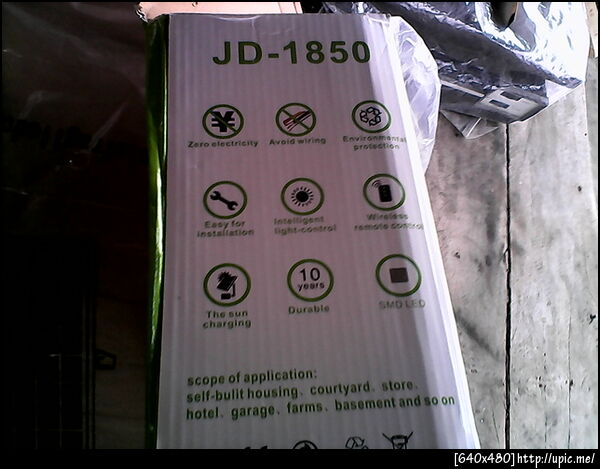 JD-1850
Zero electricity
Avoid wiring
Environmental
protection
Easy for
installation
Intelligent
light-control
Wireless
remote control
The sun
charging
10
years
Durable
SMD LED
scope of application:
self-bulit housing、courtyard、store、
hotel、garage、farms、basement and so on
[640x480]http://upic.me/